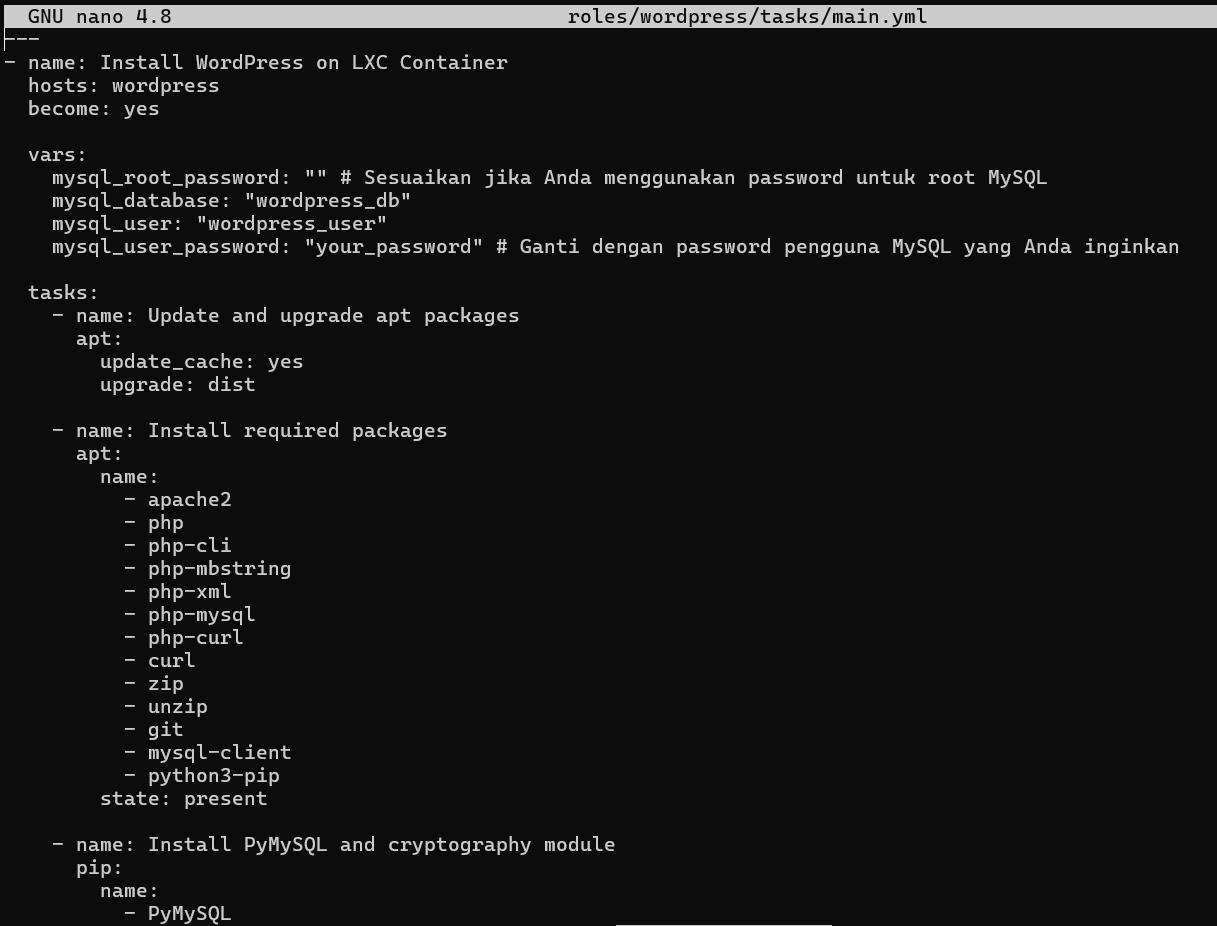 GNU nano 4.8 roles/wordpress/tasks/main.yml
---
- name: Install WordPress on LXC Container
  hosts: wordpress
  become: yes

  vars:
    mysql_root_password: "" # Sesuaikan jika Anda menggunakan password untuk root MySQL
    mysql_database: "wordpress_db"
    mysql_user: "wordpress_user"
    mysql_user_password: "your_password" # Ganti dengan password pengguna MySQL yang Anda inginkan

  tasks:
    - name: Update and upgrade apt packages
      apt:
        update_cache: yes
        upgrade: dist

    - name: Install required packages
      apt:
        name:
          - apache2
          - php
          - php-cli
          - php-mbstring
          - php-xml
          - php-mysql
          - php-curl
          - curl
          - zip
          - unzip
          - git
          - mysql-client
          - python3-pip
        state: present

    - name: Install PyMySQL and cryptography module
      pip:
        name:
          - PyMySQL